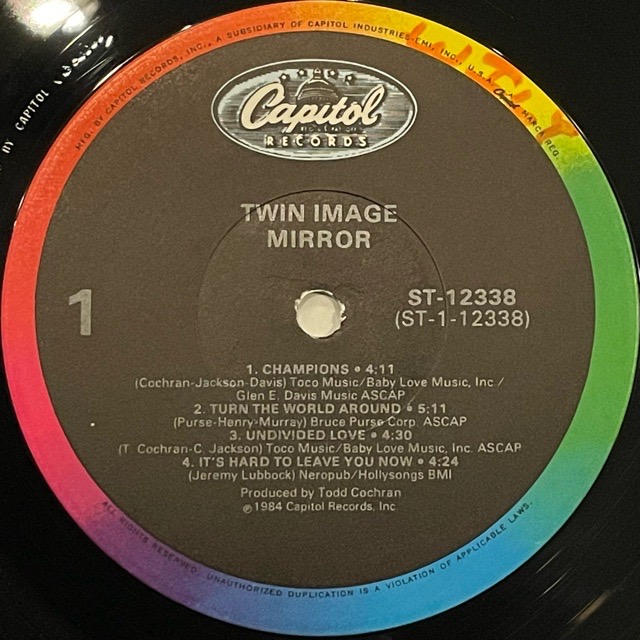 MFG. BY CAPITOL RECORDS, INC., A SUBSIDIARY OF CAPITOL INDUSTRIES-EMI, INC., U.S.A. Capitol MARCA REG.
BY CAPITOL
Capitol
RECORDS
TWIN IMAGE
MIRROR
1
ST-12338
(ST-1-12338)
1. CHAMPIONS • 4:11
(Cochran-Jackson-Davis) Toco Music/Baby Love Music, Inc./
Glen E. Davis Music ASCAP
2. TURN THE WORLD AROUND • 5:11
(Purse-Henry-Murray) Bruce Purse Corp. ASCAP
3. UNDIVIDED LOVE • 4:30
(T. Cochran-C. Jackson) Toco Music/Baby Love Music, Inc. ASCAP
4. IT'S HARD TO LEAVE YOU NOW • 4:24
(Jeremy Lubbock) Neropub/Hollysongs BMI
Produced by Todd Cochran
℗1984 Capitol Records, Inc.
ALL RIGHTS RESERVED. UNAUTHORIZED DUPLICATION IS A VIOLATION OF APPLICABLE LAWS.